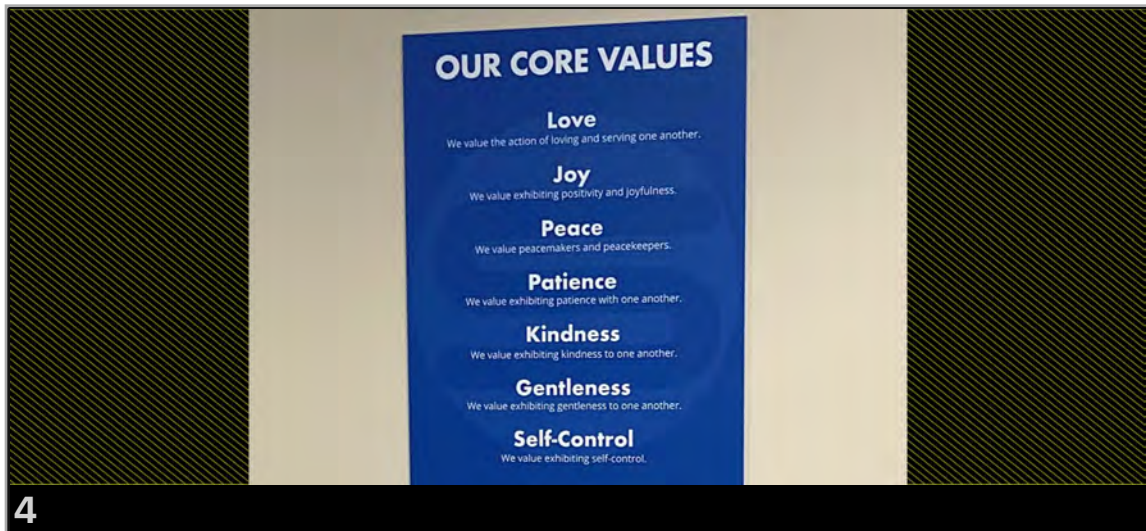 OUR CORE VALUES
Love
We value the action of loving and serving one another.
Joy
We value exhibiting positivity and joyfulness.
Peace
We value peacemakers and peacekeepers.
Patience
We value exhibiting patience with one another.
Kindness
We value exhibiting kindness to one another.
Gentleness
We value exhibiting gentleness to one another.
Self-Control
We value exhibiting self-control.
4